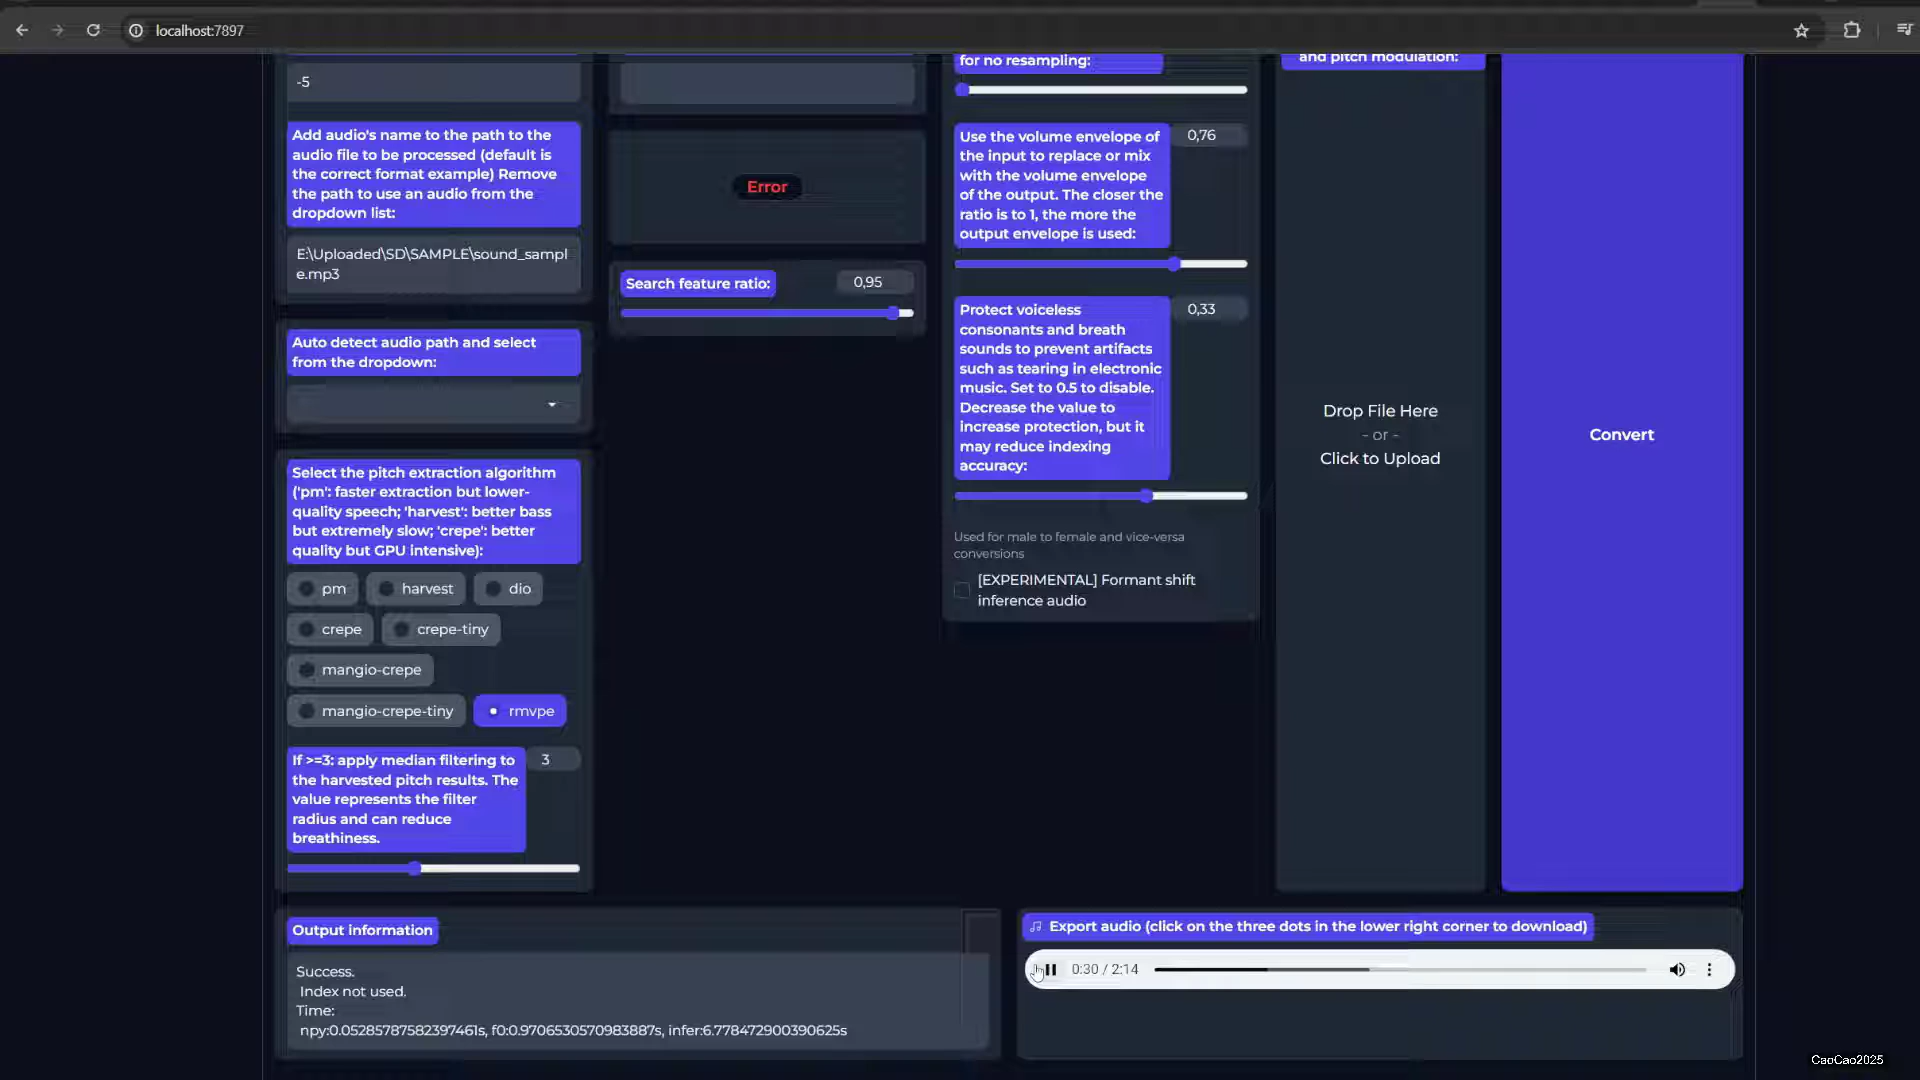 localhost:7897
-5
Add audio's name to the path to the
audio file to be processed (default is
the correct format example) Remove
the path to use an audio from the
dropdown list:
E:\Uploaded\SD\SAMPLE\sound_sampl
e.mp3
Auto detect audio path and select
from the dropdown:
Select the pitch extraction algorithm
('pm': faster extraction but lower-
quality speech; 'harvest': better bass
but extremely slow; 'crepe': better
quality but GPU intensive):
pm
harvest
dio
crepe
crepe-tiny
mangio-crepe
mangio-crepe-tiny
rmvpe
If >=3: apply median filtering to
the harvested pitch results. The
value represents the filter
radius and can reduce
breathiness.
3
Error
Search feature ratio:
0,95
for no resampling:
Use the volume envelope of
the input to replace or mix
with the volume envelope
of the output. The closer the
ratio is to 1, the more the
output envelope is used:
0,76
Protect voiceless
consonants and breath
sounds to prevent artifacts
such as tearing in electronic
music. Set to 0.5 to disable.
Decrease the value to
increase protection, but it
may reduce indexing
accuracy:
0,33
Used for male to female and vice-versa
conversions
[EXPERIMENTAL] Formant shift
inference audio
and pitch modulation:
Drop File Here
- or -
Click to Upload
Convert
Output information
Success.
Index not used.
Time:
npy:0.05285787582397461s, f0:0.9706530570983887s, infer:6.778472900390625s
Export audio (click on the three dots in the lower right corner to download)
0:30 / 2:14
CaoCao2025